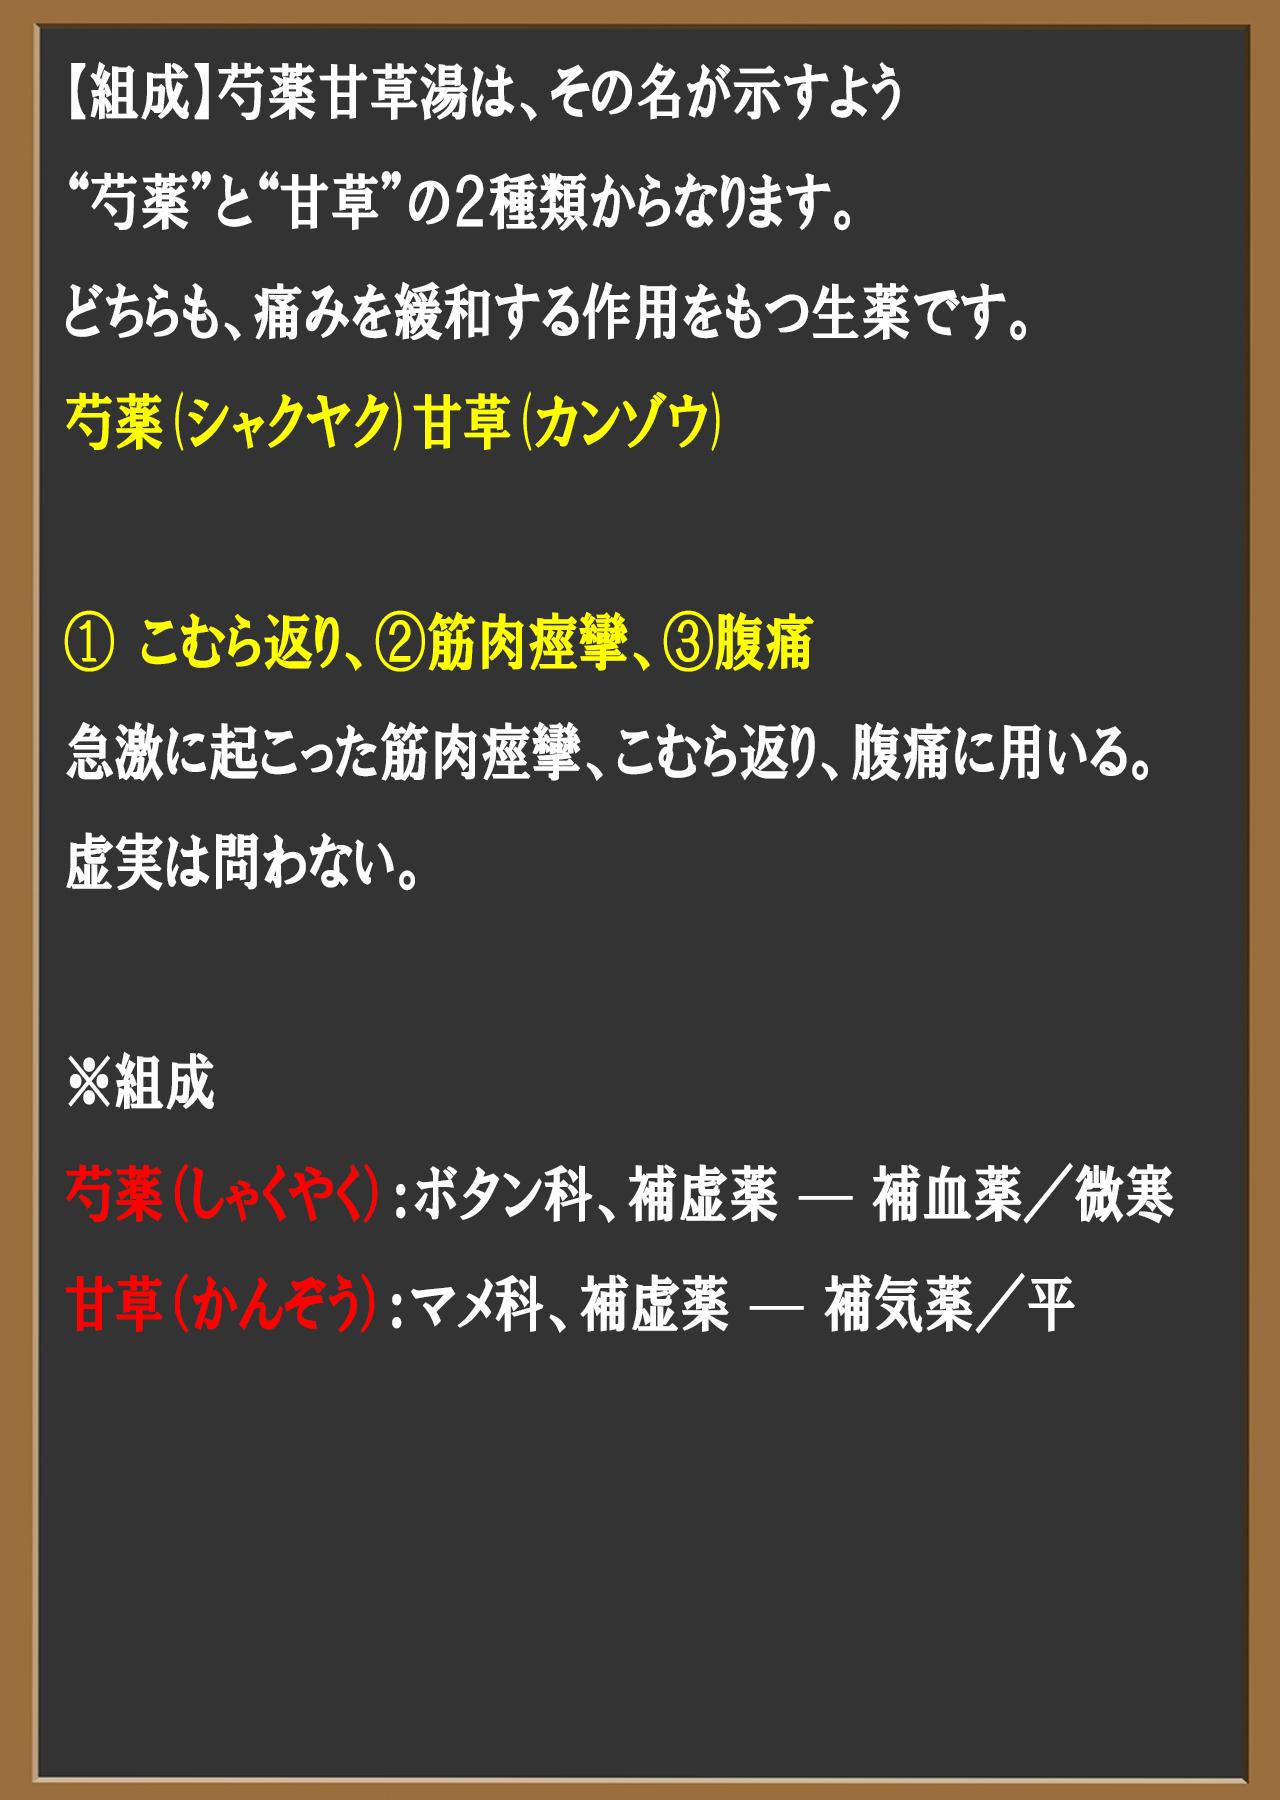 【組成】芍薬甘草湯は、その名が示すよう
“芍薬”と“甘草”の２種類からなります。
どちらも、痛みを緩和する作用をもつ生薬です。
芍薬(シャクヤク)甘草(カンゾウ)
① こむら返り、②筋肉痙攣、③腹痛
急激に起こった筋肉痙攣、こむら返り、腹痛に用いる。
虚実は問わない。
※組成
芍薬(しゃくやく):ボタン科、補虚薬 ― 補血薬／微寒
甘草(かんぞう):マメ科、補虚薬 ― 補気薬／平